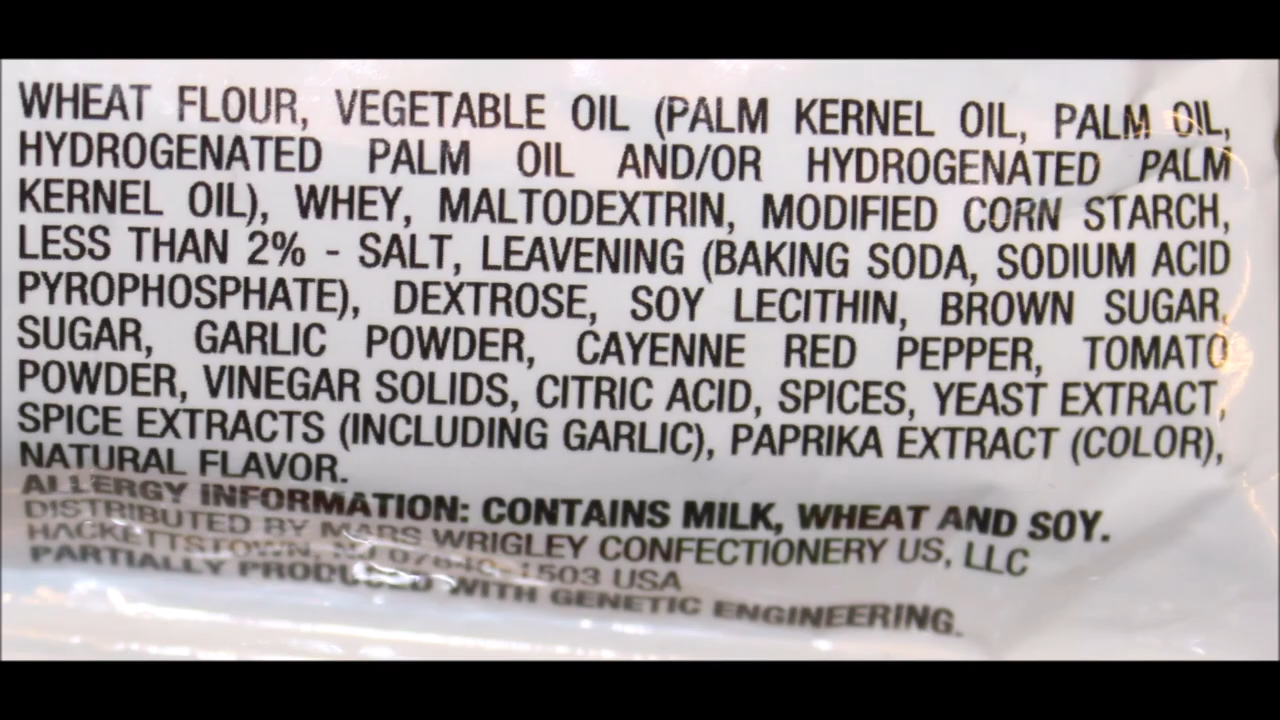 WHEAT FLOUR, VEGETABLE OIL (PALM KERNEL OIL, PALM OIL,
HYDROGENATED PALM OIL AND/OR HYDROGENATED PALM
KERNEL OIL), WHEY, MALTODEXTRIN, MODIFIED CORN STARCH,
LESS THAN 2% - SALT, LEAVENING (BAKING SODA, SODIUM ACID
PYROPHOSPHATE), DEXTROSE, SOY LECITHIN, BROWN SUGAR,
SUGAR, GARLIC POWDER, CAYENNE RED PEPPER, TOMATO
POWDER, VINEGAR SOLIDS, CITRIC ACID, SPICES, YEAST EXTRACT,
SPICE EXTRACTS (INCLUDING GARLIC), PAPRIKA EXTRACT (COLOR),
NATURAL FLAVOR.
ALLERGY INFORMATION: CONTAINS MILK, WHEAT AND SOY.
DISTRIBUTED BY MARS WRIGLEY CONFECTIONERY US, LLC
HACKETTSTOWN, NJ 07840-1503 USA
PARTIALLY PRODUCED WITH GENETIC ENGINEERING.